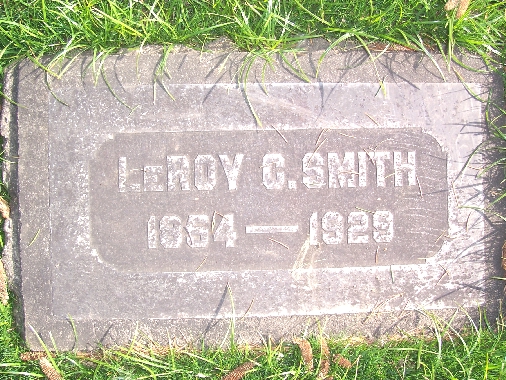 LeROY C. SMITH
1864 — 1929